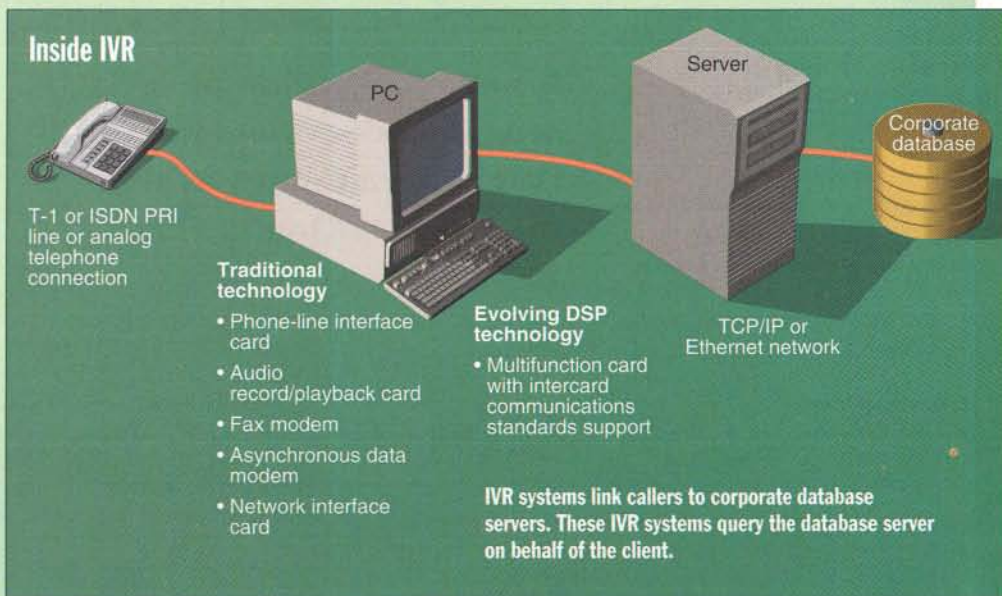 Inside IVR
PC
Server
Corporate
database
T-1 or ISDN PRI
line or analog
telephone
connection
Traditional
technology
• Phone-line interface
card
• Audio
record/playback card
• Fax modem
• Asynchronous data
modem
• Network interface
card
Evolving DSP
technology
• Multifunction card
with intercard
communications
standards support
TCP/IP or
Ethernet network
IVR systems link callers to corporate database
servers. These IVR systems query the database server
on behalf of the client.